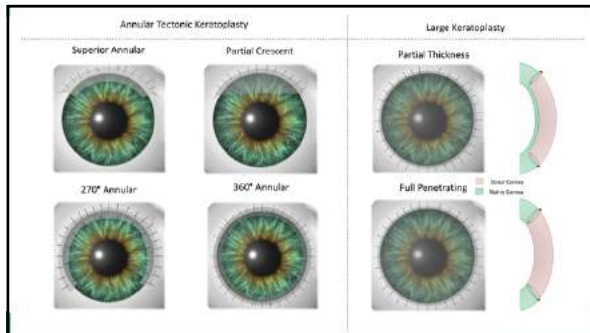 Annular Tectonic Keratoplasty
Large Keratoplasty
Superior Annular
Partial Crescent
Partial Thickness
270° Annular
360° Annular
Full Penetrating
Donor Cornea
Native Cornea